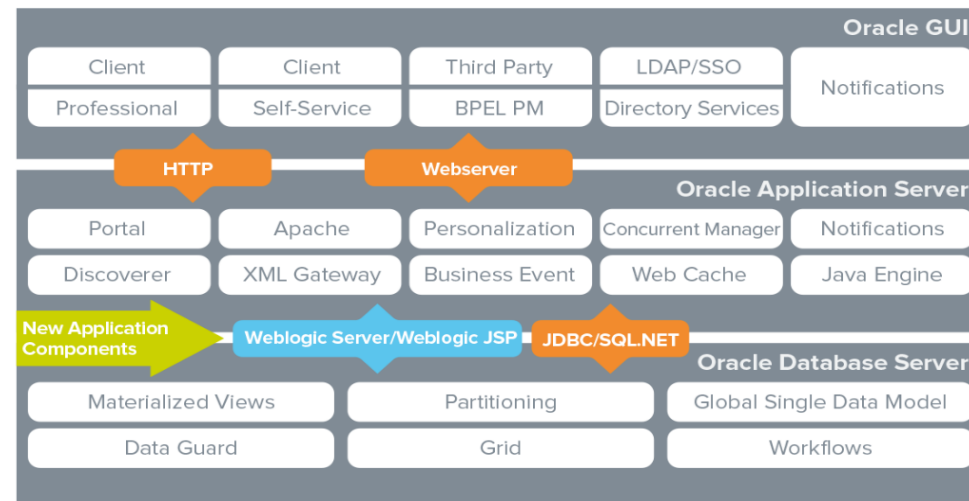 Oracle GUI
Client
Client
Third Party
LDAP/SSO
Notifications
Professional
Self-Service
BPEL PM
Directory Services
HTTP
Webserver
Oracle Application Server
Portal
Apache
Personalization
Concurrent Manager
Notifications
Discoverer
XML Gateway
Business Event
Web Cache
Java Engine
New Application
Components
Weblogic Server/Weblogic JSP
JDBC/SQL.NET
Oracle Database Server
Materialized Views
Partitioning
Global Single Data Model
Data Guard
Grid
Workflows